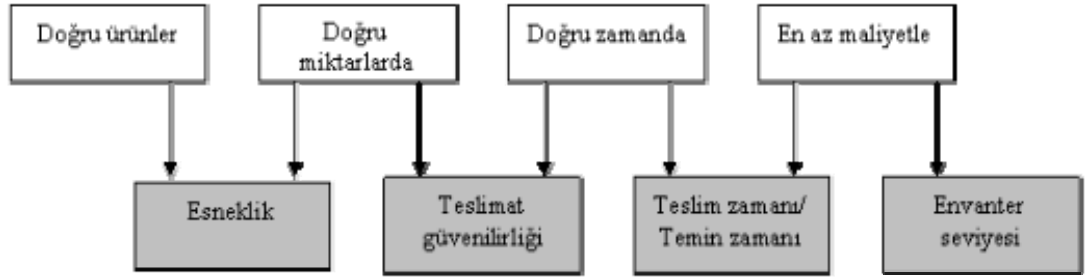 Doğru ürünler
Doğru
miktarlarda
Doğru zamanda
En az maliyetle
Esneklik
Teslimat
güvenilirliği
Teslim zamanı/
Temin zamanı
Envanter
seviyesi